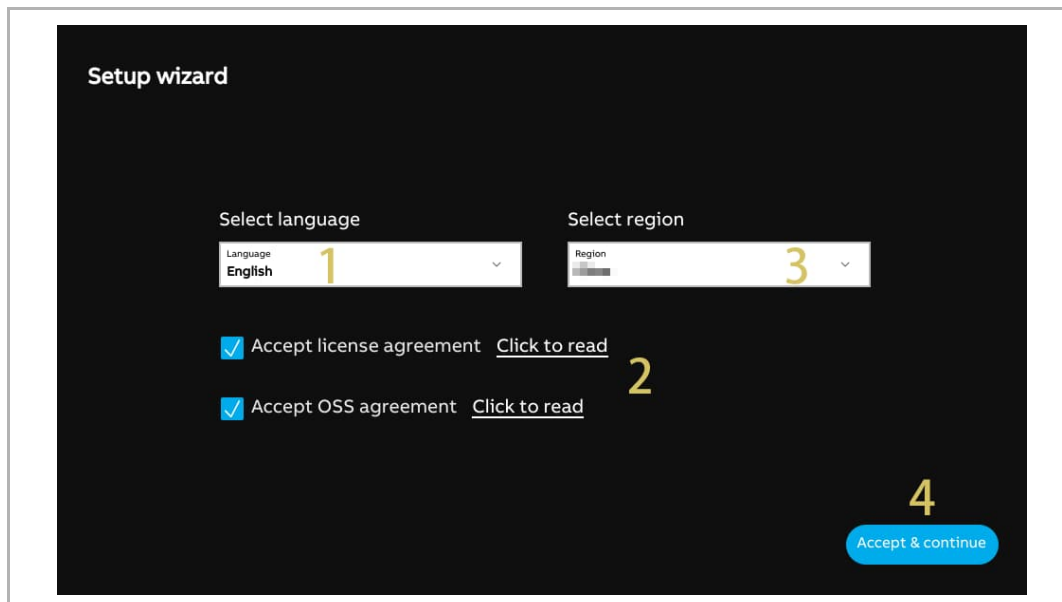 Setup wizard
Select language
Select region
Language
English
1
Region
3
Accept license agreement Click to read
2
Accept OSS agreement Click to read
4
Accept & continue